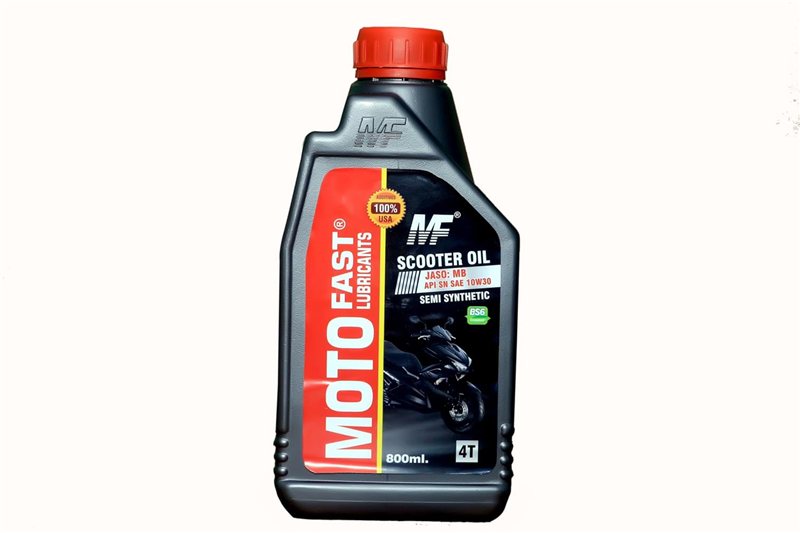 MF
ADDITIVES
100%
USA
MOTO
FAST®
LUBRICANTS
MF®
SCOOTER OIL
JASO: MB
API SN SAE 10W30
SEMI SYNTHETIC
BS6
800ml.
4T